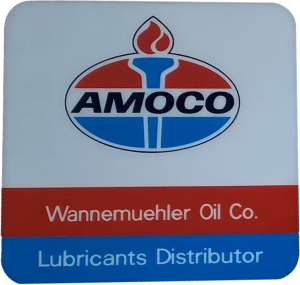 AMOCO
Wannemuehler Oil Co.
Lubricants Distributor